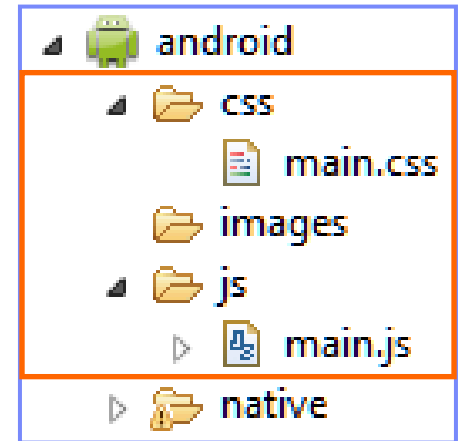 android
css
main.css
images
js
main.js
native